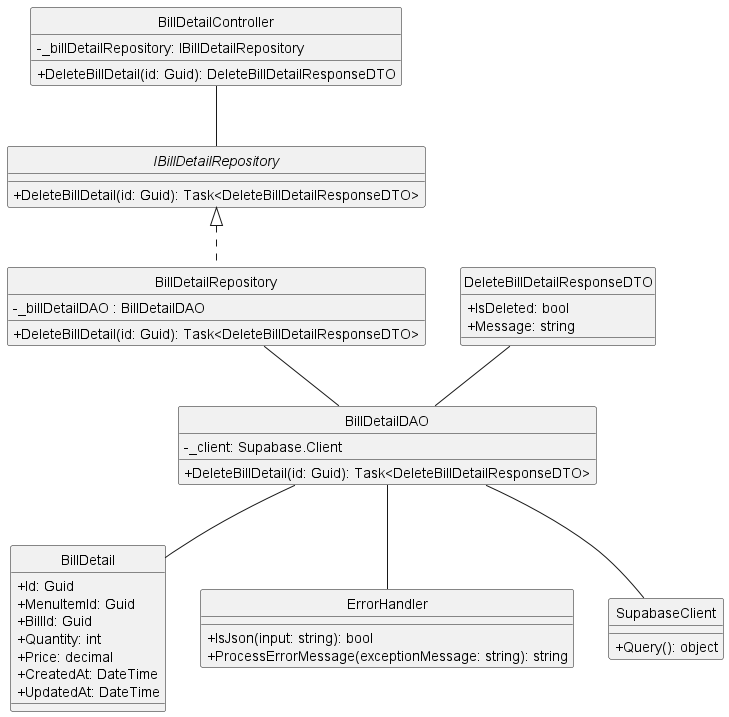 BillDetailController
-_billDetailRepository: IBillDetailRepository
+DeleteBillDetail(id: Guid): DeleteBillDetailResponseDTO
IBillDetailRepository
+DeleteBillDetail(id: Guid): Task<DeleteBillDetailResponseDTO>
BillDetailRepository
-_billDetailDAO : BillDetailDAO
+DeleteBillDetail(id: Guid): Task<DeleteBillDetailResponseDTO>
DeleteBillDetailResponseDTO
+IsDeleted: bool
+Message: string
BillDetailDAO
-_client: Supabase.Client
+DeleteBillDetail(id: Guid): Task<DeleteBillDetailResponseDTO>
BillDetail
+Id: Guid
+MenuItemId: Guid
+BillId: Guid
+Quantity: int
+Price: decimal
+CreatedAt: DateTime
+UpdatedAt: DateTime
ErrorHandler
+IsJson(input: string): bool
+ProcessErrorMessage(exceptionMessage: string): string
SupabaseClient
+Query(): object